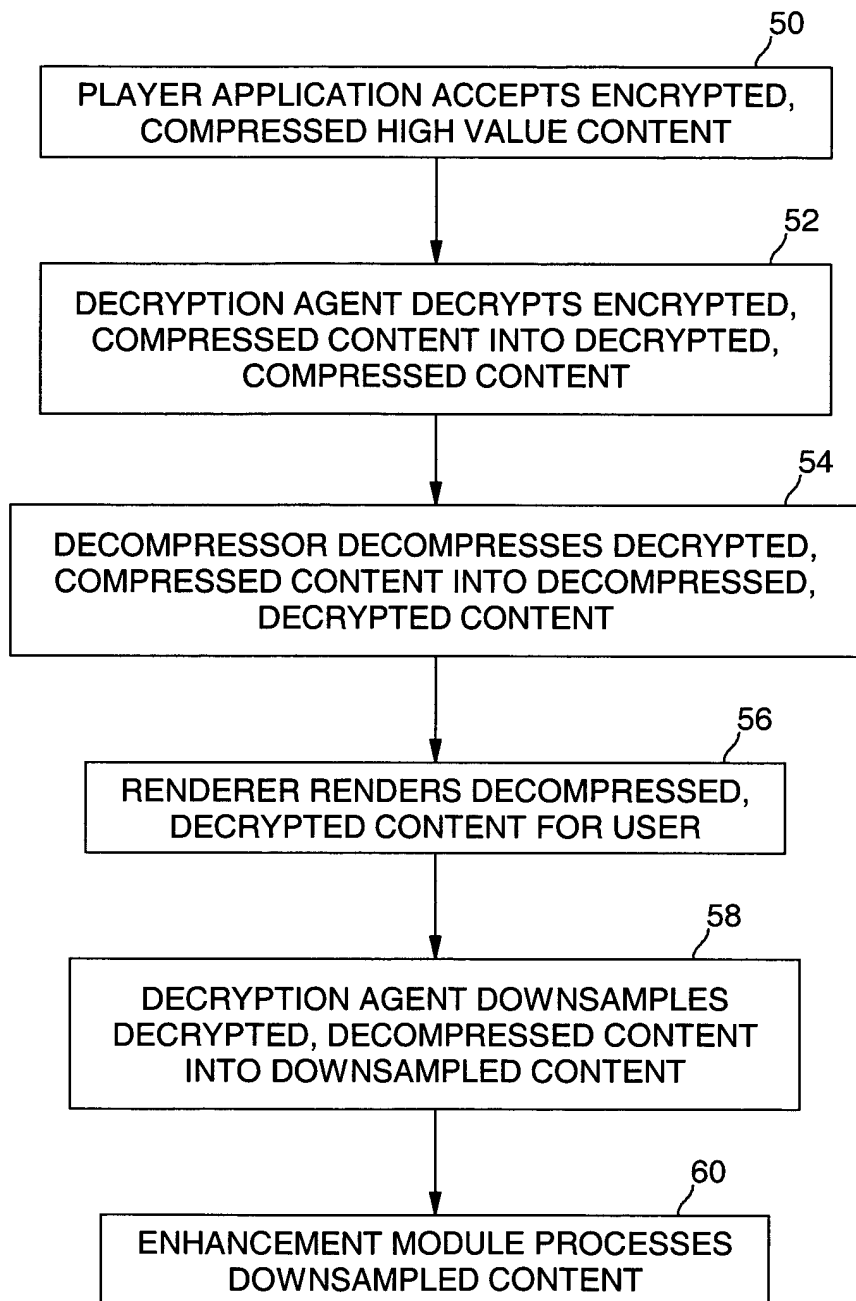 50
PLAYER APPLICATION ACCEPTS ENCRYPTED,
COMPRESSED HIGH VALUE CONTENT
52
DECRYPTION AGENT DECRYPTS ENCRYPTED,
COMPRESSED CONTENT INTO DECRYPTED,
COMPRESSED CONTENT
54
DECOMPRESSOR DECOMPRESSES DECRYPTED,
COMPRESSED CONTENT INTO DECOMPRESSED,
DECRYPTED CONTENT
56
RENDERER RENDERS DECOMPRESSED,
DECRYPTED CONTENT FOR USER
58
DECRYPTION AGENT DOWNSAMPLES
DECRYPTED, DECOMPRESSED CONTENT
INTO DOWNSAMPLED CONTENT
60
ENHANCEMENT MODULE PROCESSES
DOWNSAMPLED CONTENT